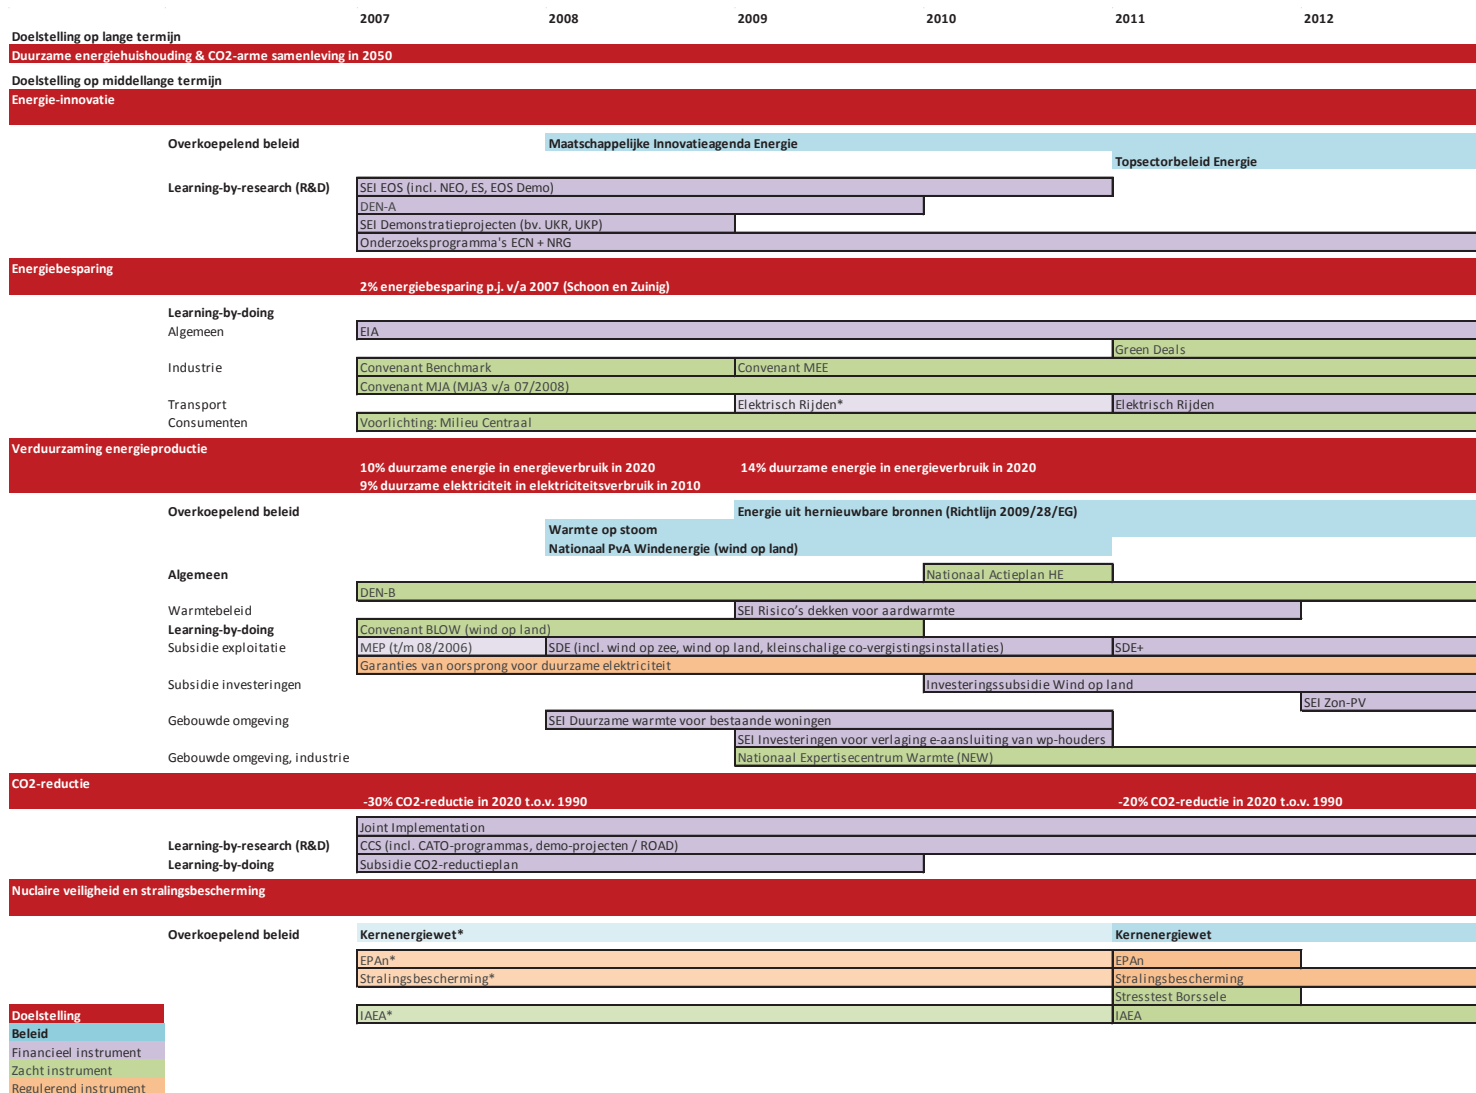 2007 2008 2009 2010 2011 2012
Doelstelling op lange termijn
Duurzame energiehuishouding & CO2-arme samenleving in 2050
Doelstelling op middellange termijn
Energie-innovatie
Overkoepelend beleid Maatschappelijke Innovatieagenda Energie
Topsectorbeleid Energie
Learning-by-research (R&D) SEI EOS (incl. NEO, ES, EOS Demo)
DEN-A
SEI Demonstratieprojecten (bv. UKR, UKP)
Onderzoeksprogramma's ECN + NRG
Energiebesparing
2% energiebesparing p.j. v/a 2007 (Schoon en Zuinig)
Learning-by-doing
Algemeen EIA
Green Deals
Industrie Convenant Benchmark Convenant MEE
Convenant MJA (MJA3 v/a 07/2008)
Transport Elektrisch Rijden* Elektrisch Rijden
Consumenten Voorlichting: Milieu Centraal
Verduurzaming energieproductie
10% duurzame energie in energieverbruik in 2020 14% duurzame energie in energieverbruik in 2020
9% duurzame elektriciteit in elektriciteitsverbruik in 2010
Overkoepelend beleid Energie uit hernieuwbare bronnen (Richtlijn 2009/28/EG)
Warmte op stoom
Nationaal PvA Windenergie (wind op land)
Algemeen Nationaal Actieplan HE
DEN-B
Warmtebeleid SEI Risico's dekken voor aardwarmte
Learning-by-doing Convenant BLOW (wind op land)
Subsidie exploitatie MEP (t/m 08/2006) SDE (incl. wind op zee, wind op land, kleinschalige co-vergistingsinstallaties) SDE+
Garanties van oorsprong voor duurzame elektriciteit
Subsidie investeringen Investeringssubsidie Wind op land
SEI Zon-PV
Gebouwde omgeving SEI Duurzame warmte voor bestaande woningen
SEI Investeringen voor verlaging e-aansluiting van wp-houders
Gebouwde omgeving, industrie Nationaal Expertisecentrum Warmte (NEW)
CO2-reductie
-30% CO2-reductie in 2020 t.o.v. 1990 -20% CO2-reductie in 2020 t.o.v. 1990
Joint Implementation
Learning-by-research (R&D) CCS (incl. CATO-programmas, demo-projecten / ROAD)
Learning-by-doing Subsidie CO2-reductieplan
Nuclaire veiligheid en stralingsbescherming
Overkoepelend beleid Kernenergiewet* Kernenergiewet
EPAn* EPAn
Stralingsbescherming* Stralingsbescherming
Stresstest Borssele
Doelstelling IAEA* IAEA
Beleid
Financieel instrument
Zacht instrument
Regulerend instrument